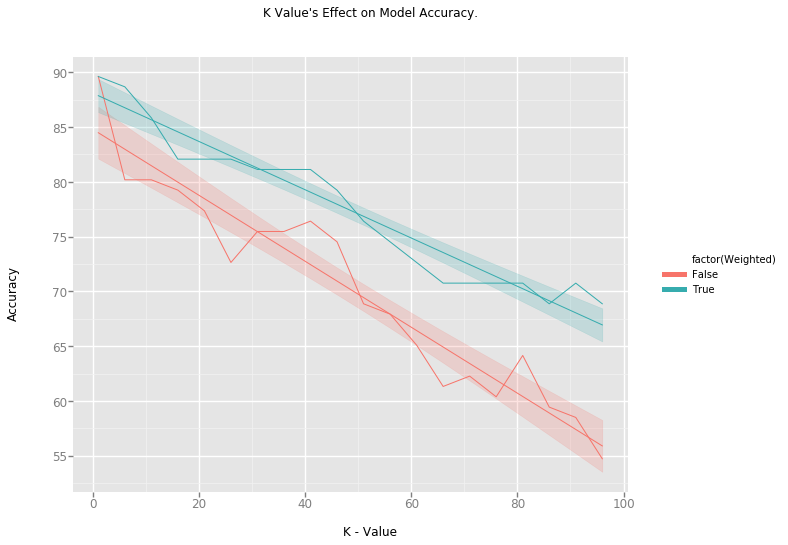 K Value's Effect on Model Accuracy.
90
85
80
75
70
65
60
55
Accuracy
0 20 40 60 80 100
K - Value
factor(Weighted)
False
True